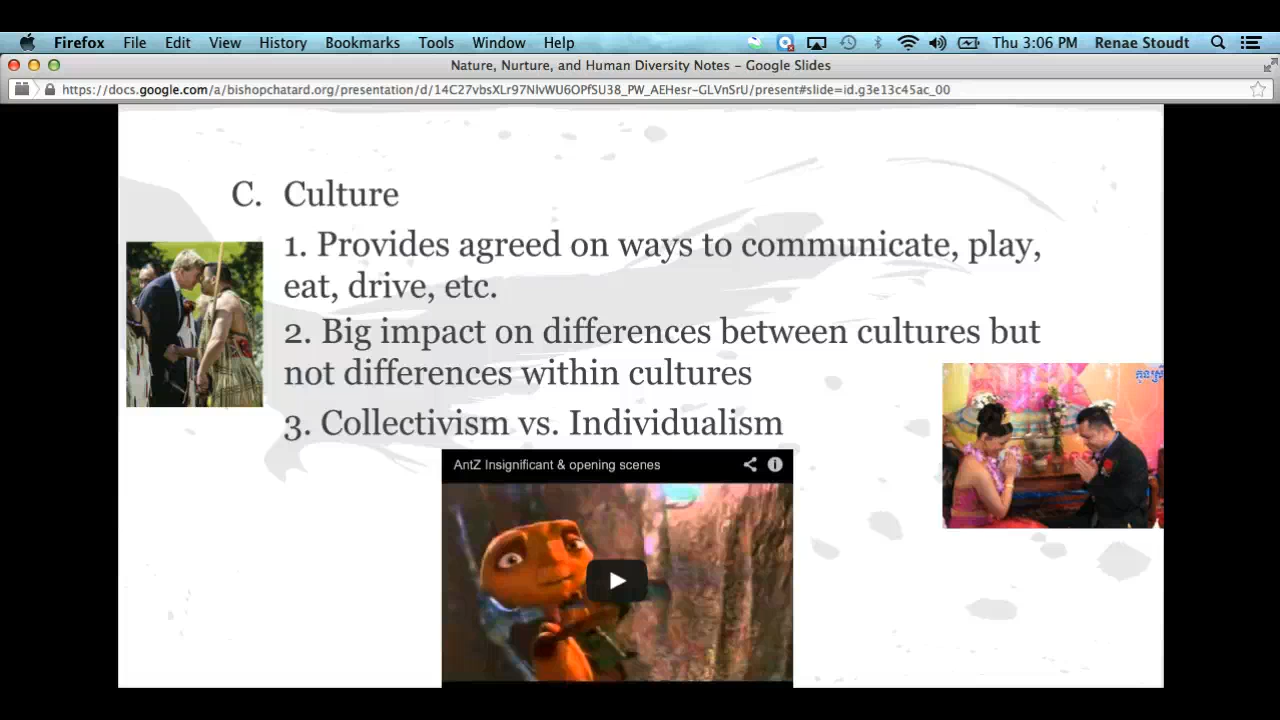 Firefox File Edit View History Bookmarks Tools Window Help Thu 3:06 PM Renae Stoudt
Nature, Nurture, and Human Diversity Notes – Google Slides
https://docs.google.com/a/bishopchatard.org/presentation/d/14C27vbsXLr97NlvWU6OPfSU38_PW_AEHesr-GLVnSrU/present#slide=id.g3e13c45ac_00
C. Culture
1. Provides agreed on ways to communicate, play,
eat, drive, etc.
2. Big impact on differences between cultures but
not differences within cultures
3. Collectivism vs. Individualism
AntZ Insignificant & opening scenes